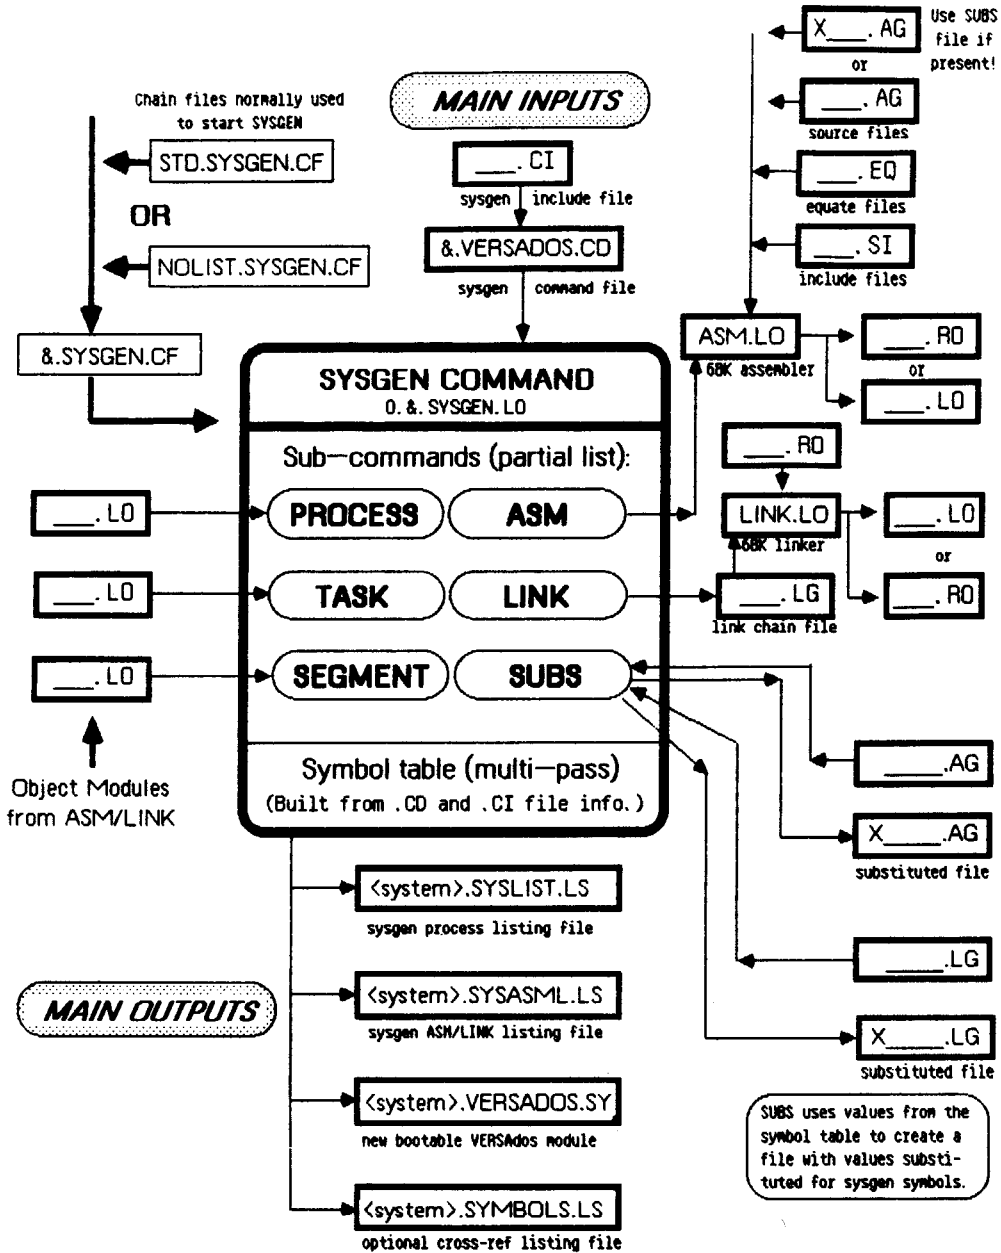 X___.AG
Use SUBS
file if
present!
or
___.AG
source files
___.EQ
equate files
___.SI
include files
MAIN INPUTS
___.CI
sysgen include file
&.VERSADOS.CD
sysgen command file
Chain files normally used
to start SYSGEN
STD.SYSGEN.CF
OR
NOLIST.SYSGEN.CF
&.SYSGEN.CF
SYSGEN COMMAND
0.&.SYSGEN.LO
Sub-commands (partial list):
PROCESS
ASM
TASK
LINK
SEGMENT
SUBS
Symbol table (multi-pass)
(Built from .CD and .CI file info.)
___.LO
___.LO
___.LO
Object Modules
from ASM/LINK
ASM.LO
68K assembler
___.RO
or
___.LO
___.RO
LINK.LO
68K linker
___.LG
link chain file
___.LO
or
___.RO
____.AG
X____.AG
substituted file
____.LG
X____.LG
substituted file
SUBS uses values from the
symbol table to create a
file with values substi-
tuted for sysgen symbols.
MAIN OUTPUTS
<system>.SYSLIST.LS
sysgen process listing file
<system>.SYSASML.LS
sysgen ASM/LINK listing file
<system>.VERSADOS.SY
new bootable VERSAdos module
<system>.SYMBOLS.LS
optional cross-ref listing file